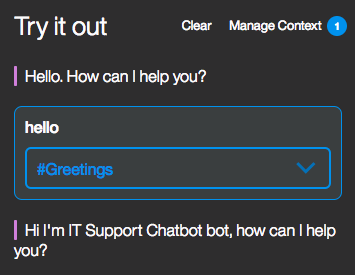 Try it out
Clear
Manage Context
1
Hello. How can I help you?
hello
#Greetings
Hi I'm IT Support Chatbot bot, how can I help
you?